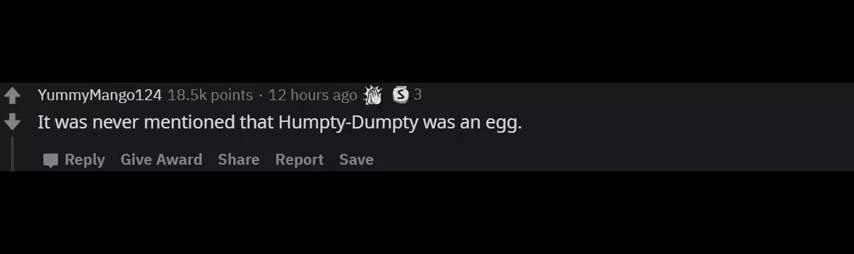 YummyMango124 18.5k points · 12 hours ago S 3
It was never mentioned that Humpty-Dumpty was an egg.
Reply Give Award Share Report Save